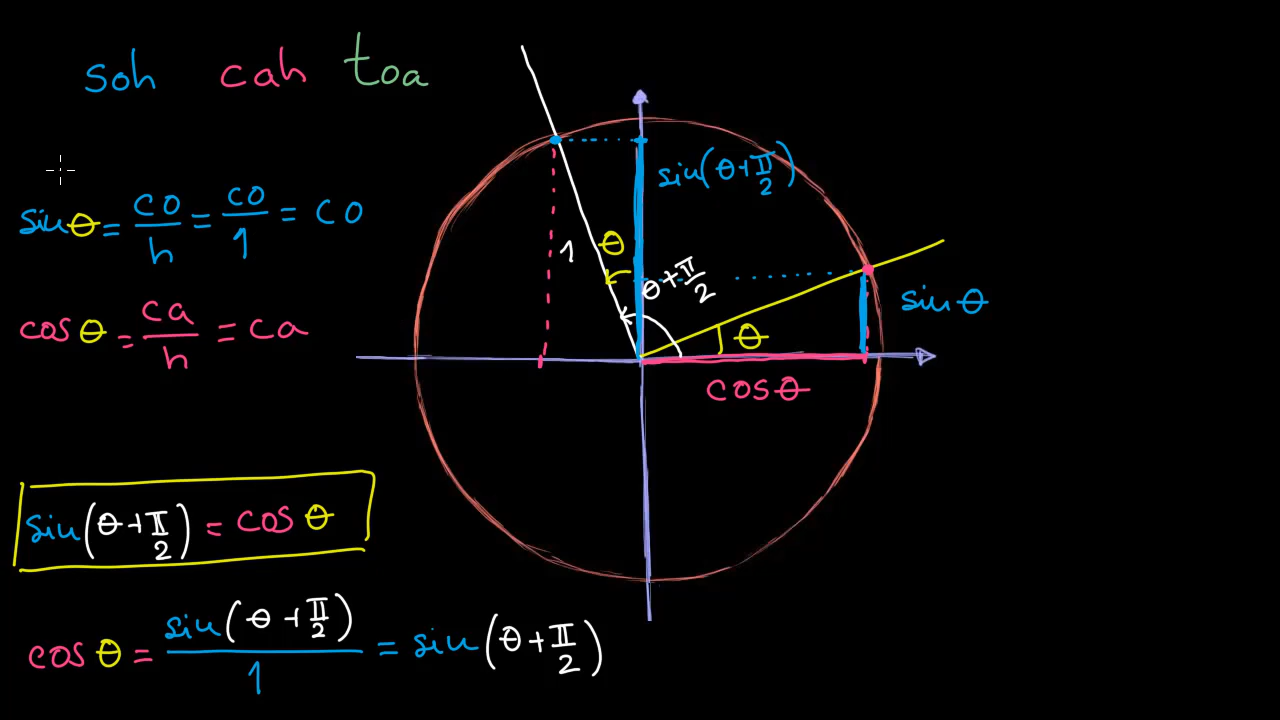 soh cah toa
sin θ = co/h = co/1 = co
cos θ = ca/h = ca
sin(θ+π/2) = cos θ
cos θ = sin(θ+π/2)/1 = sin(θ+π/2)
sin(θ+π/2)
1
θ
θ+π/2
θ
sin θ
cos θ